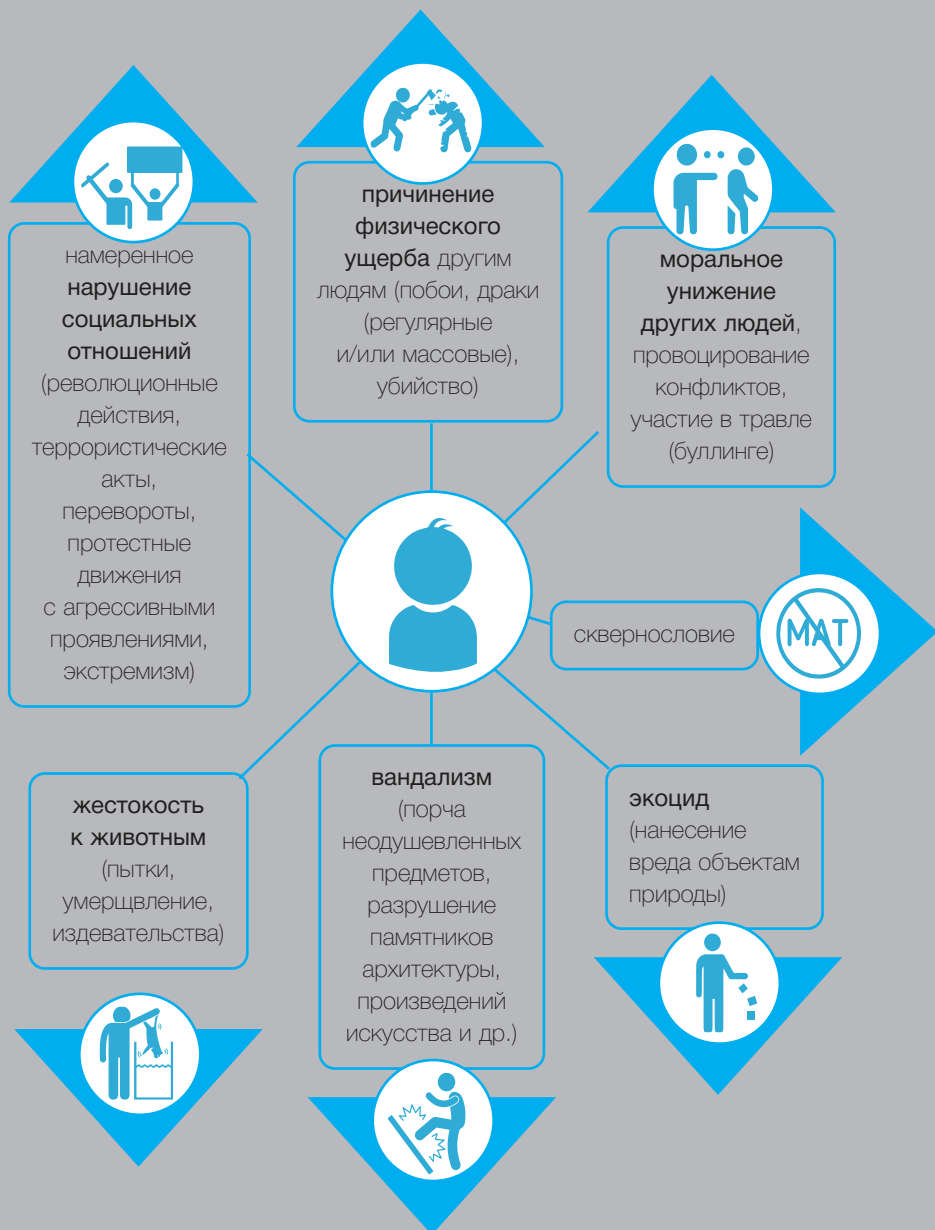 намеренное
нарушение
социальных
отношений
(революционные
действия,
террористические
акты,
перевороты,
протестные
движения
с агрессивными
проявлениями,
экстремизм)
причинение
физического
ущерба другим
людям (побои, драки
(регулярные
и/или массовые),
убийство)
моральное
унижение
других людей,
провоцирование
конфликтов,
участие в травле
(буллинге)
сквернословие
МАТ
жестокость
к животным
(пытки,
умерщвление,
издевательства)
вандализм
(порча
неодушевленных
предметов,
разрушение
памятников
архитектуры,
произведений
искусства и др.)
экоцид
(нанесение
вреда объектам
природы)